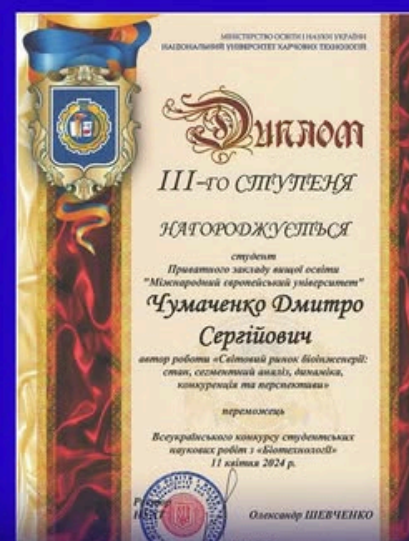 МІНІСТЕРСТВО ОСВІТИ І НАУКИ УКРАЇНИ
НАЦІОНАЛЬНИЙ УНІВЕРСИТЕТ ХАРЧОВИХ ТЕХНОЛОГІЙ
Диплом
III-го СТУПЕНЯ
НАГОРОДЖУЄТЬСЯ
студент
Приватного закладу вищої освіти
"Міжнародний європейський університет"
Чумаченко Дмитро
Сергійович
автор роботи «Світовий ринок біоінженерії:
стан, сегментний аналіз, динаміка,
конкуренція та перспективи»
переможець
Всеукраїнського конкурсу студентських
наукових робіт з «Біотехнології»
11 квітня 2024 р.
Олександр ШЕВЧЕНКО